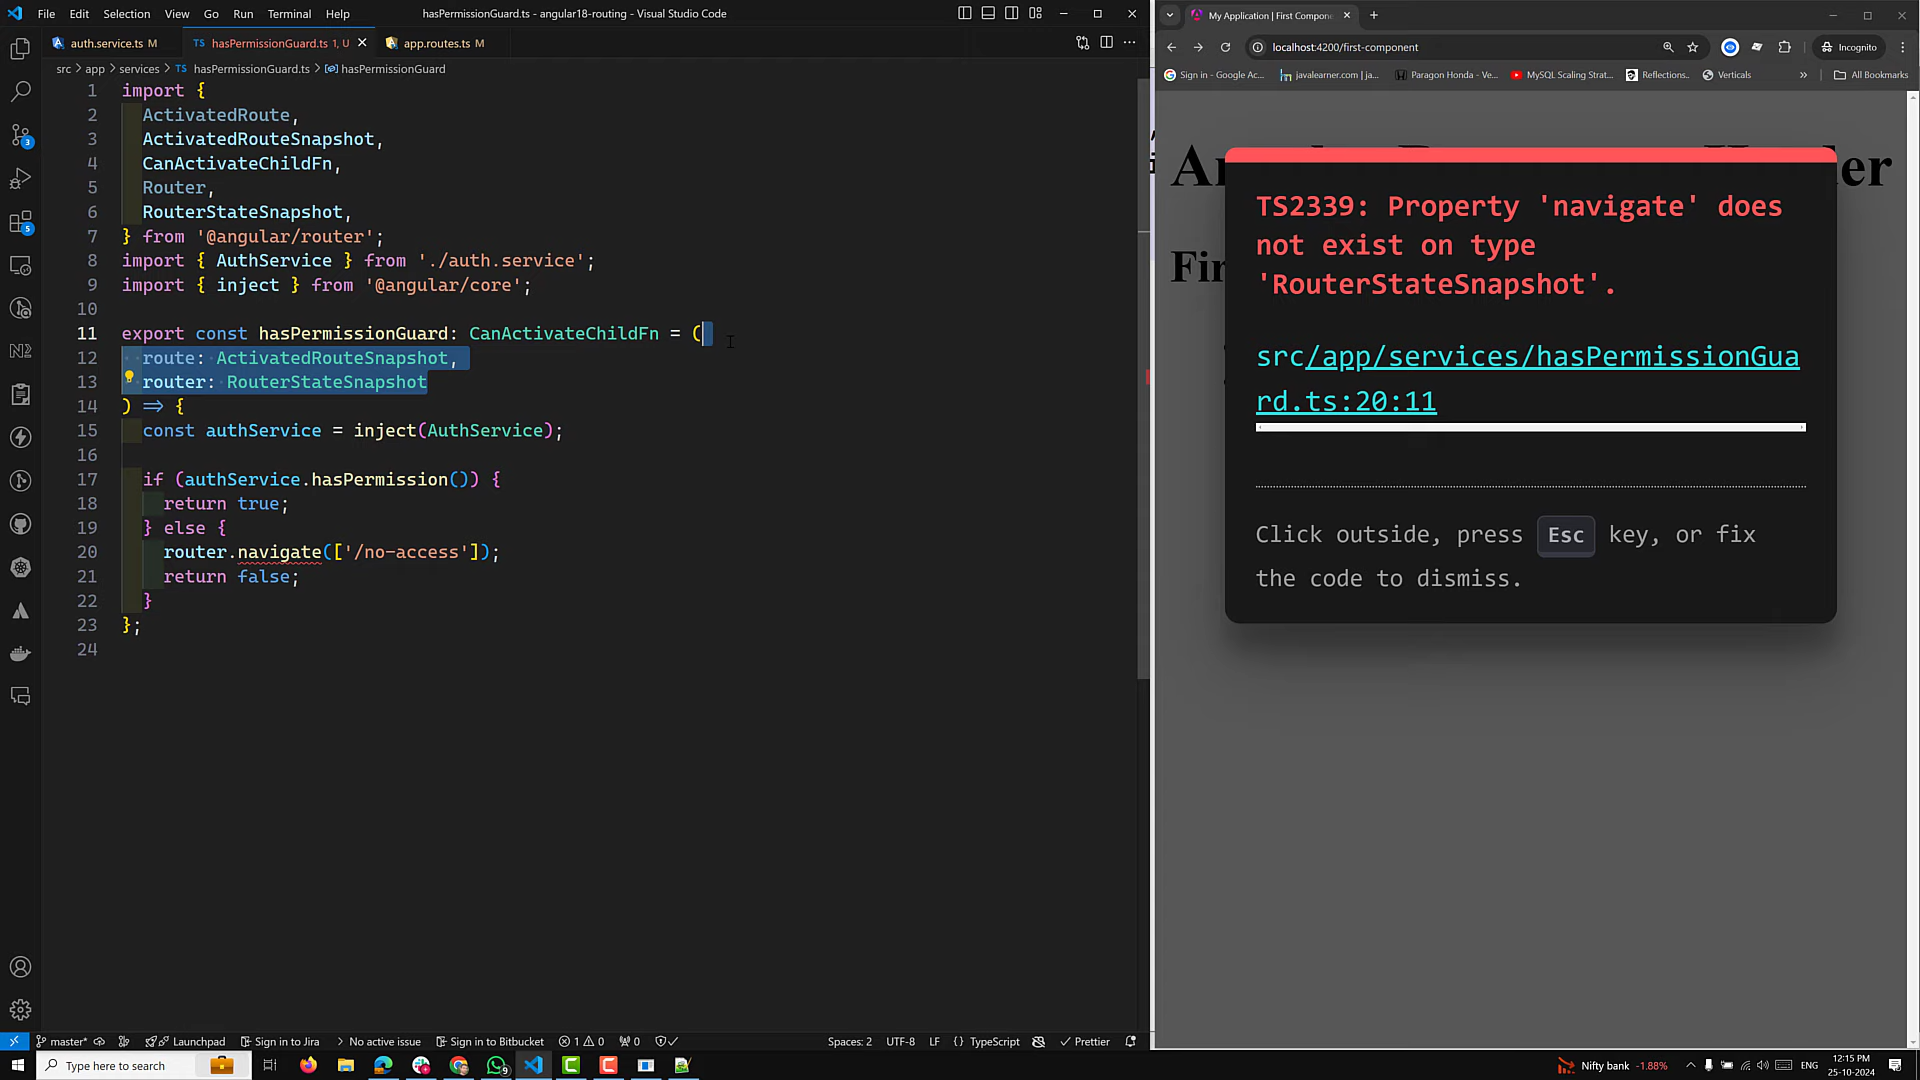 File Edit Selection View Go Run Terminal Help
hasPermissionGuard.ts - angular18-routing - Visual Studio Code
auth.service.ts M
hasPermissionGuard.ts 1, U
app.routes.ts M
src > app > services > TS hasPermissionGuard.ts > hasPermissionGuard
1 import {
2 ActivatedRoute,
3 ActivatedRouteSnapshot,
4 CanActivateChildFn,
5 Router,
6 RouterStateSnapshot,
7 } from '@angular/router';
8 import { AuthService } from './auth.service';
9 import { inject } from '@angular/core';
10
11 export const hasPermissionGuard: CanActivateChildFn = (
12 route: ActivatedRouteSnapshot,
13 router: RouterStateSnapshot
14 ) => {
15 const authService = inject(AuthService);
16
17 if (authService.hasPermission()) {
18 return true;
19 } else {
20 router.navigate(['/no-access']);
21 return false;
22 }
23 };
24
master* Launchpad Sign in to Jira No active issue Sign in to Bitbucket 1 0 0 Spaces: 2 UTF-8 LF {} TypeScript Prettier
My Application | First Compone
localhost:4200/first-component
Incognito
Sign in - Google Ac...
javalearner.com | ja...
Paragon Honda - Ve...
MySQL Scaling Strat...
Reflections.
Verticals
»
All Bookmarks
TS2339: Property 'navigate' does
not exist on type
'RouterStateSnapshot'.
src/app/services/hasPermissionGua
rd.ts:20:11
Click outside, press Esc key, or fix
the code to dismiss.
Type here to search
Nifty bank -1.88%
ENG
12:15 PM
25-10-2024